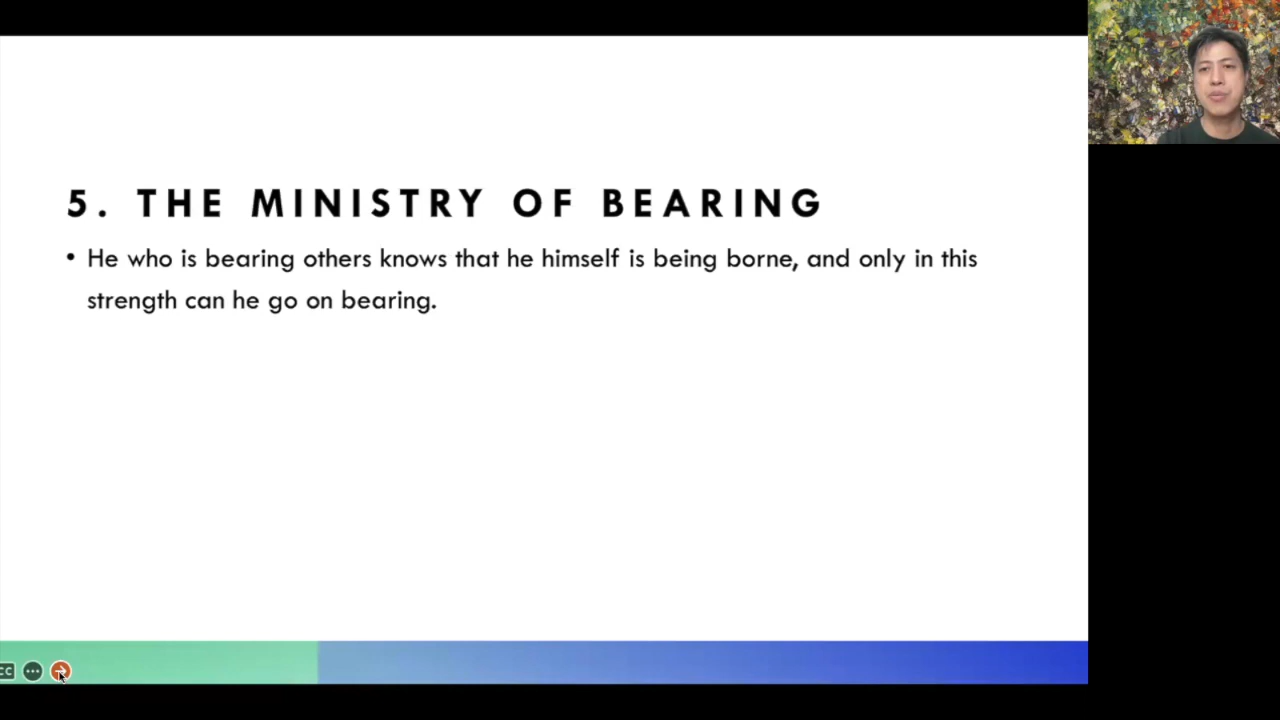 5. THE MINISTRY OF BEARING
• He who is bearing others knows that he himself is being borne, and only in this
strength can he go on bearing.
CC